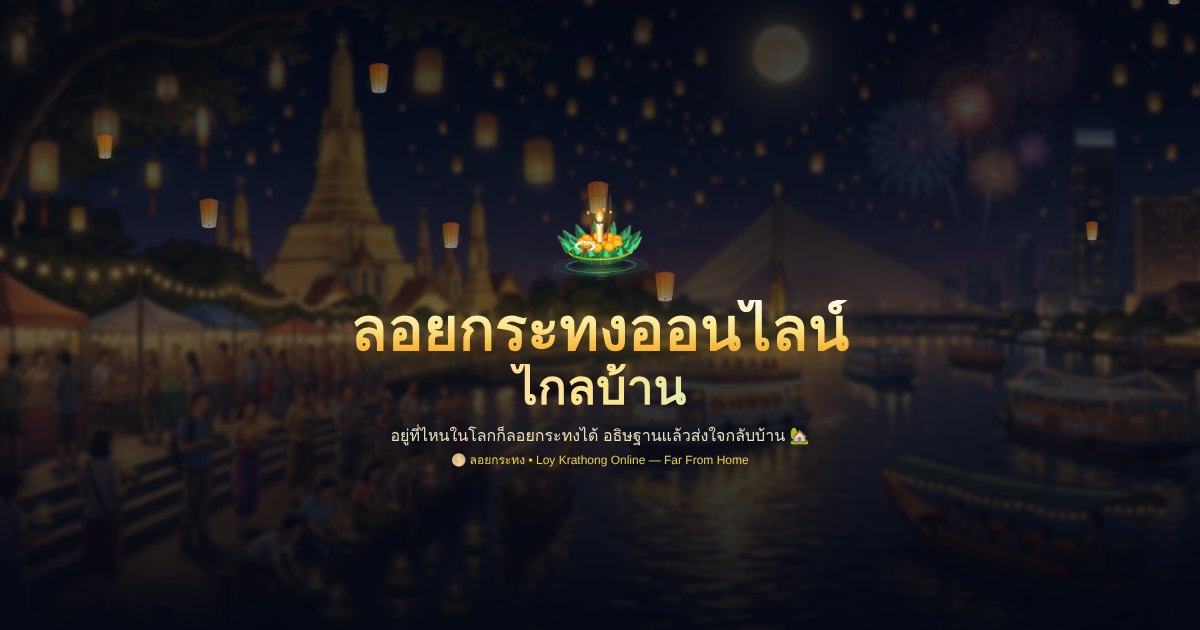 ลอยกระทงออนไลน์
ไกลบ้าน
อยู่ที่ไหนในโลกก็ลอยกระทงได้ อธิษฐานแล้วส่งใจกลับบ้าน 🏡
🌕 ลอยกระทง • Loy Krathong Online — Far From Home